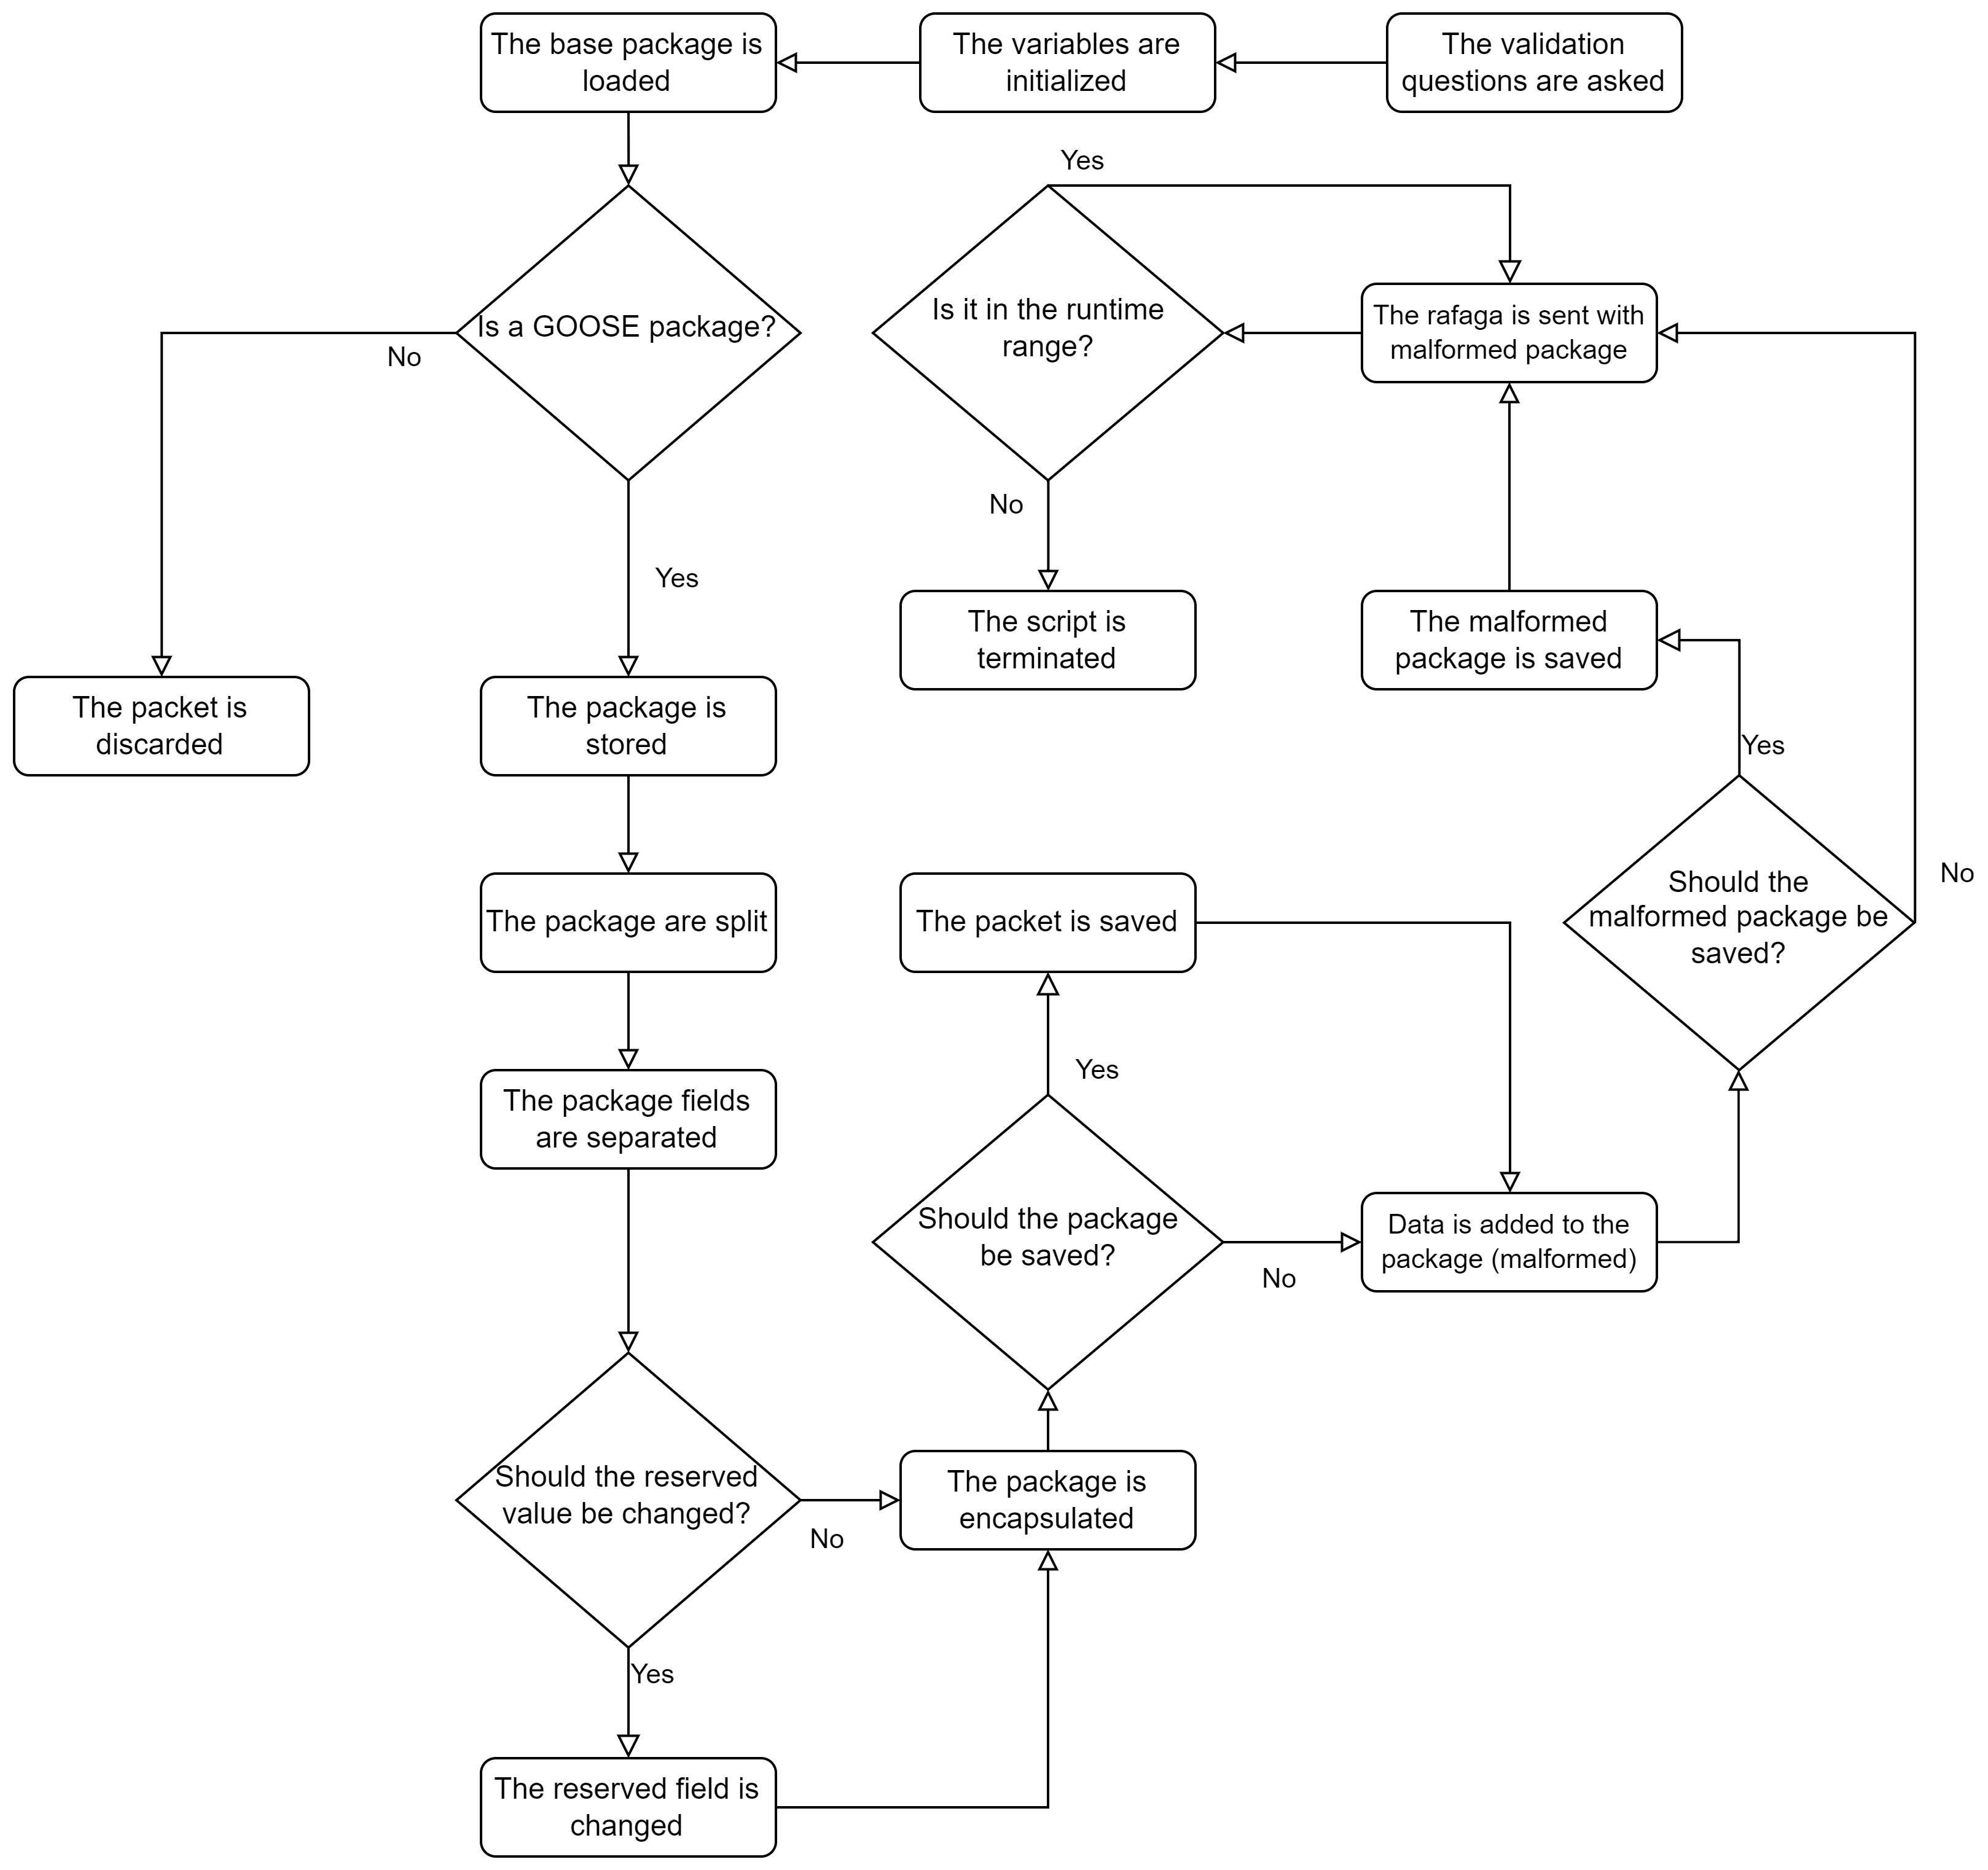 The base package is
loaded
The variables are
initialized
The validation
questions are asked
Yes
Is a GOOSE package?
No
Is it in the runtime
range?
The rafaga is sent with
malformed package
No
Yes
The script is
terminated
The malformed
package is saved
The packet is
discarded
The package is
stored
Yes
The package are split
The packet is saved
Should the
malformed package be
saved?
No
The package fields
are separated
Yes
Should the package
be saved?
No
Data is added to the
package (malformed)
Should the reserved
value be changed?
No
The package is
encapsulated
Yes
The reserved field is
changed